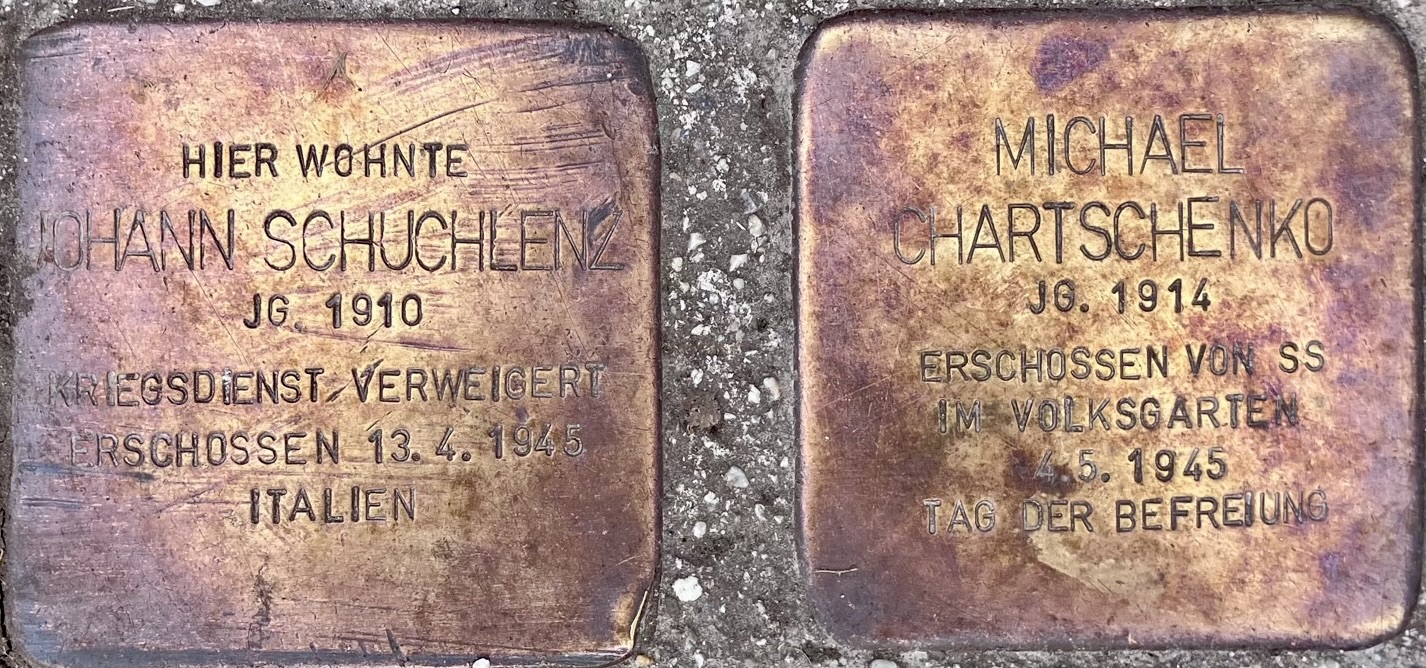 HIER WOHNTE
JOHANN SCHUCHLENZ
JG. 1910
KRIEGSDIENST VERWEIGERT
ERSCHOSSEN 13.4.1945
ITALIEN
MICHAEL
CHARTSCHENKO
JG. 1914
ERSCHOSSEN VON SS
IM VOLKSGARTEN
4.5.1945
TAG DER BEFREIUNG